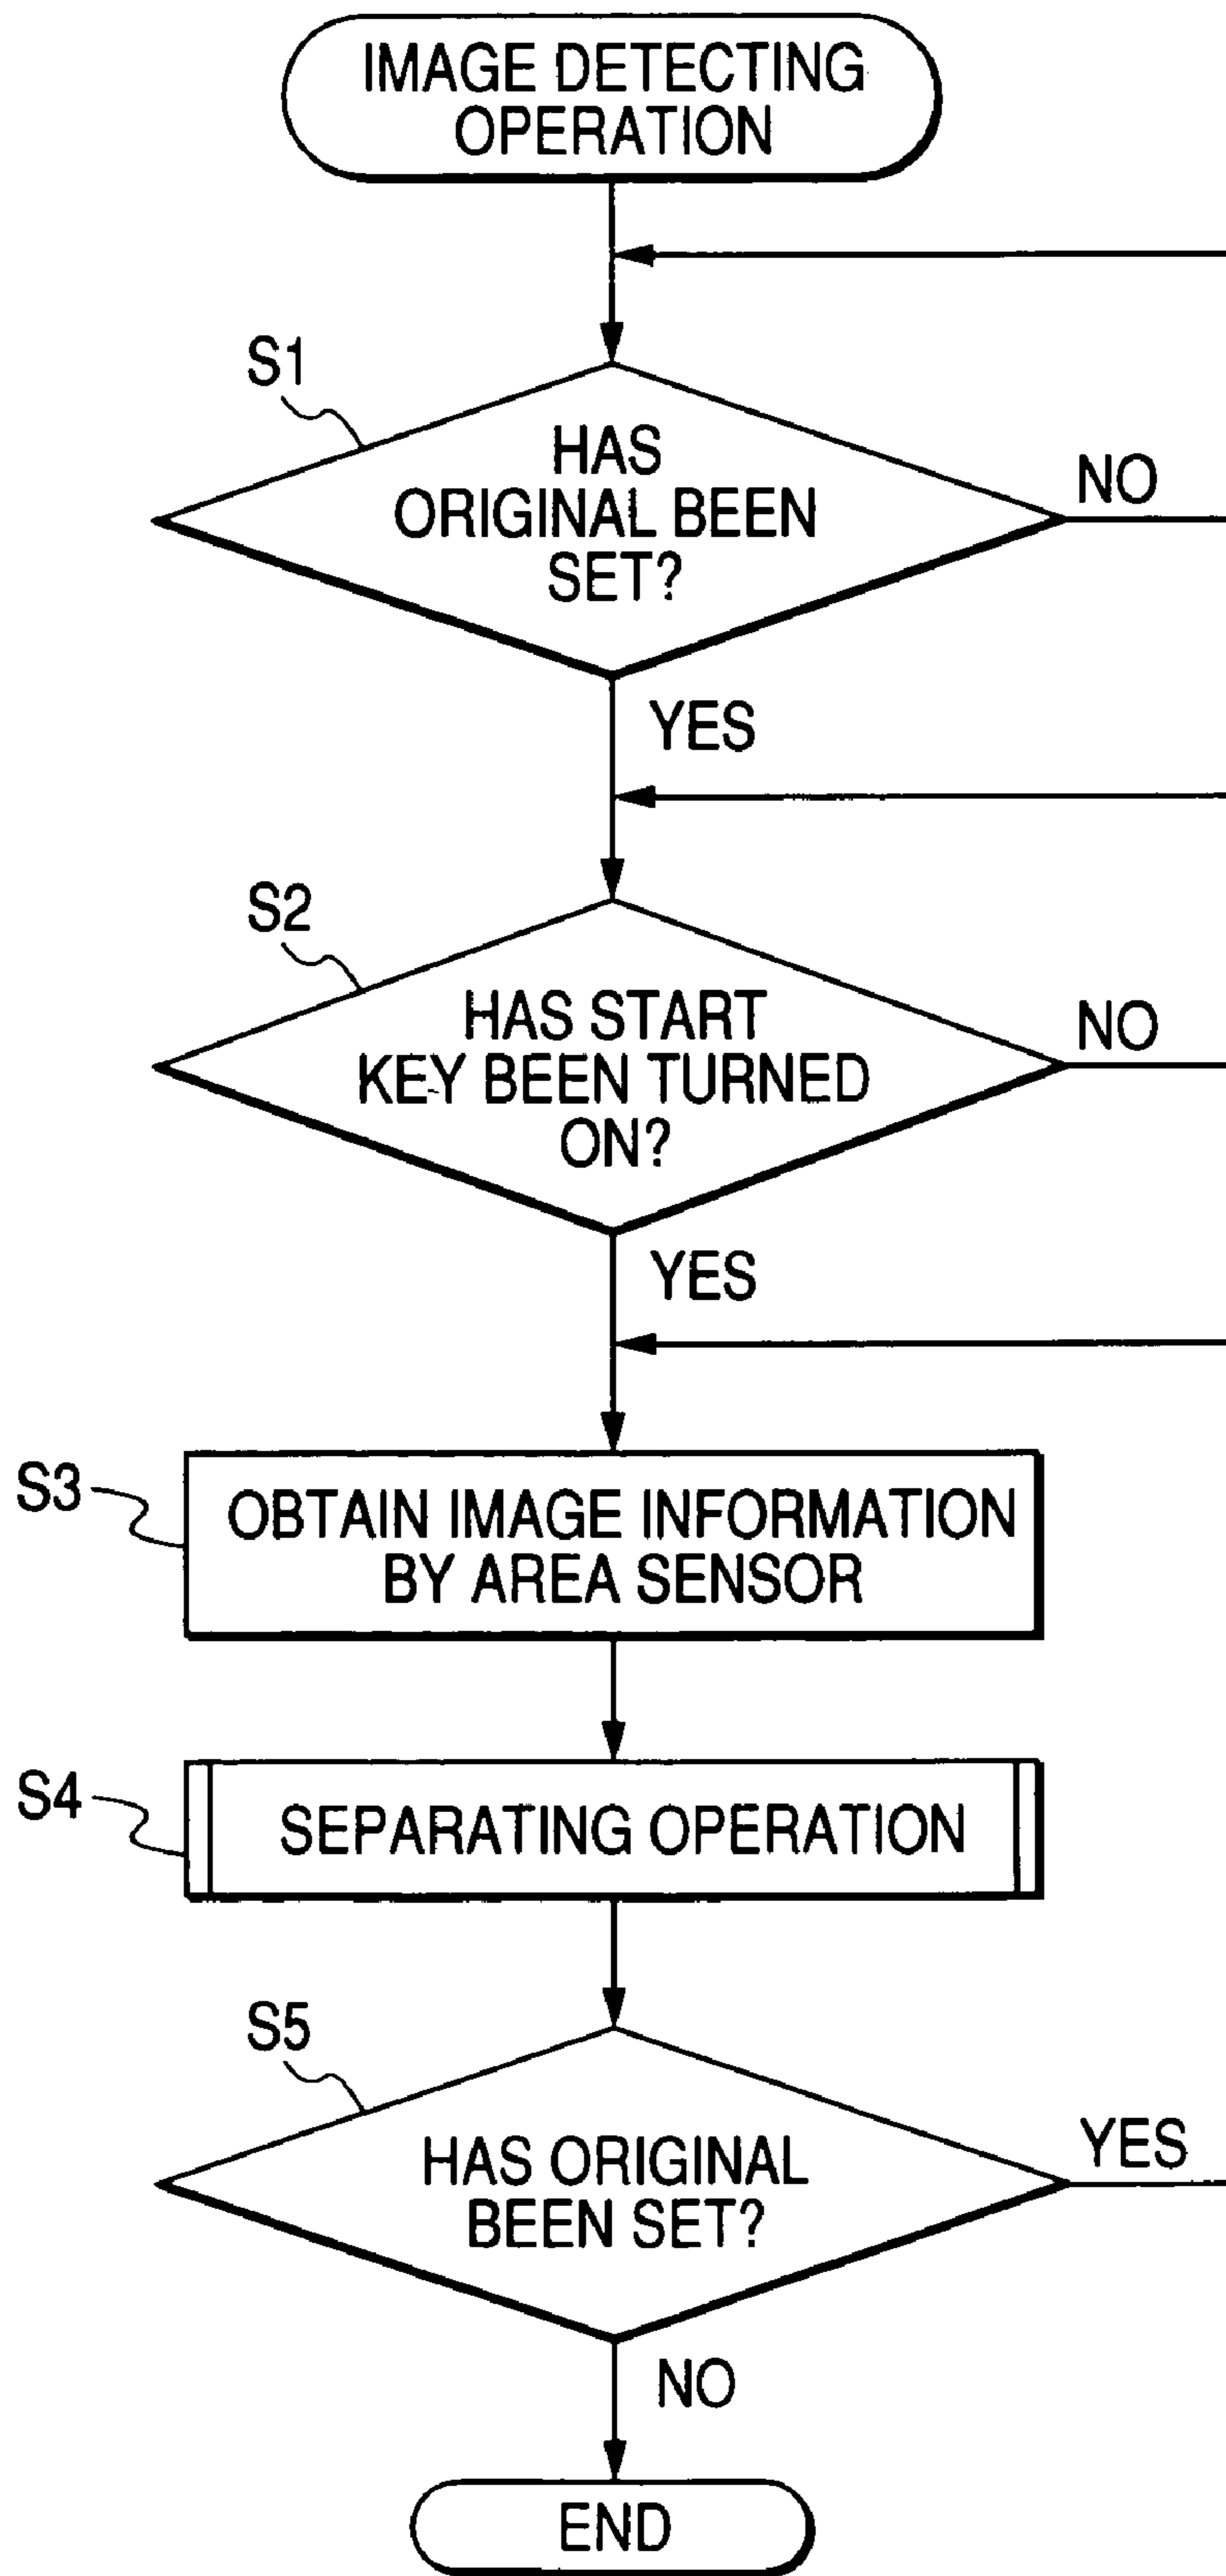 IMAGE DETECTING
OPERATION
S1
HAS
ORIGINAL BEEN
SET?
NO
YES
S2
HAS START
KEY BEEN TURNED
ON?
NO
YES
S3
OBTAIN IMAGE INFORMATION
BY AREA SENSOR
S4
SEPARATING OPERATION
S5
HAS ORIGINAL
BEEN SET?
YES
NO
END